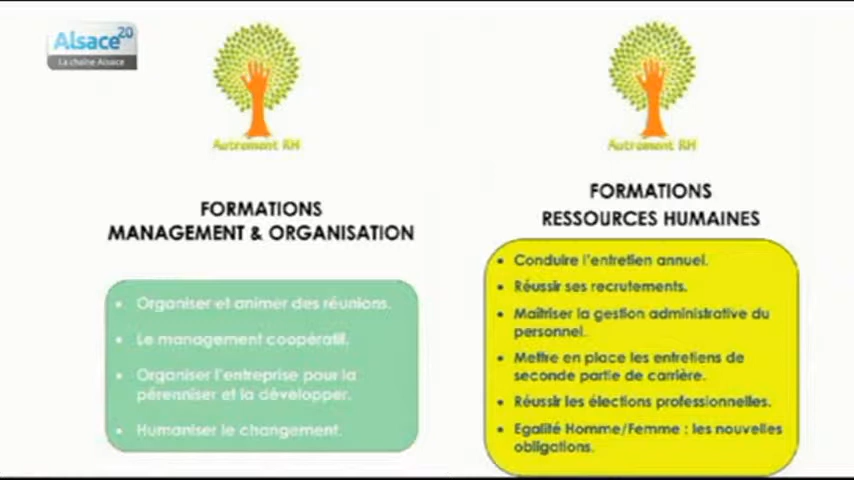 Alsace20
La chaîne Alsace
Autrement RH
FORMATIONS
MANAGEMENT & ORGANISATION
• Organiser et animer des réunions.
• Le management coopératif.
• Organiser l'entreprise pour la
pérenniser et la développer.
• Humaniser le changement.
Autrement RH
FORMATIONS
RESSOURCES HUMAINES
• Conduire l'entretien annuel.
• Réussir ses recrutements.
• Maîtriser la gestion administrative du
personnel.
• Mettre en place les entretiens de
seconde partie de carrière.
• Réussir les élections professionnelles.
• Egalité Homme/Femme : les nouvelles
obligations.